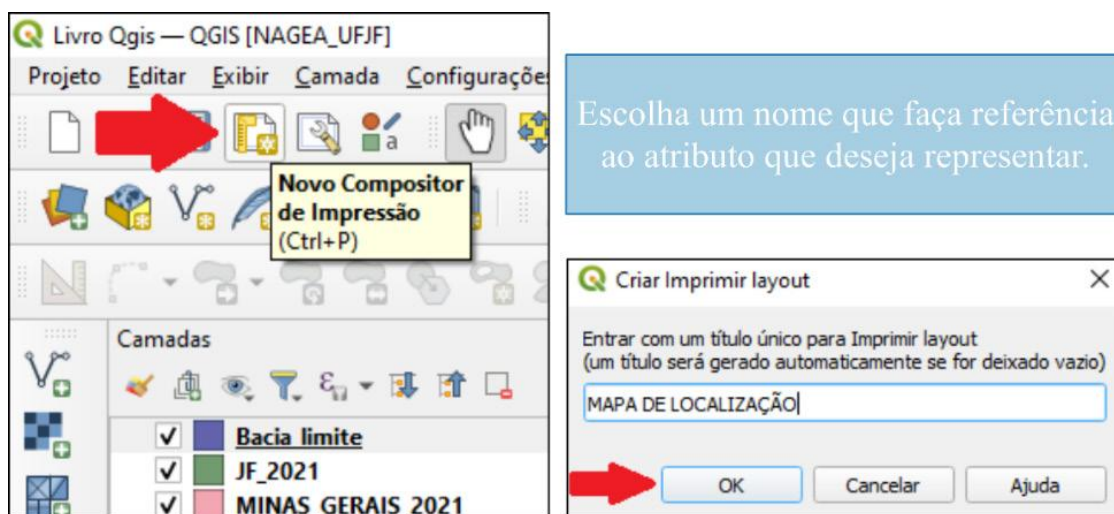 Livro Qgis — QGIS [NAGEA_UFJF]
Projeto Editar Exibir Camada Configurações
a
Novo Compositor
de Impressão
(Ctrl+P)
Camadas
Bacia limite
JF_2021
MINAS GERAIS 2021
Escolha um nome que faça referência
ao atributo que deseja representar.
Criar Imprimir layout
Entrar com um título único para Imprimir layout
(um título será gerado automaticamente se for deixado vazio)
MAPA DE LOCALIZAÇÃO
OK Cancelar Ajuda